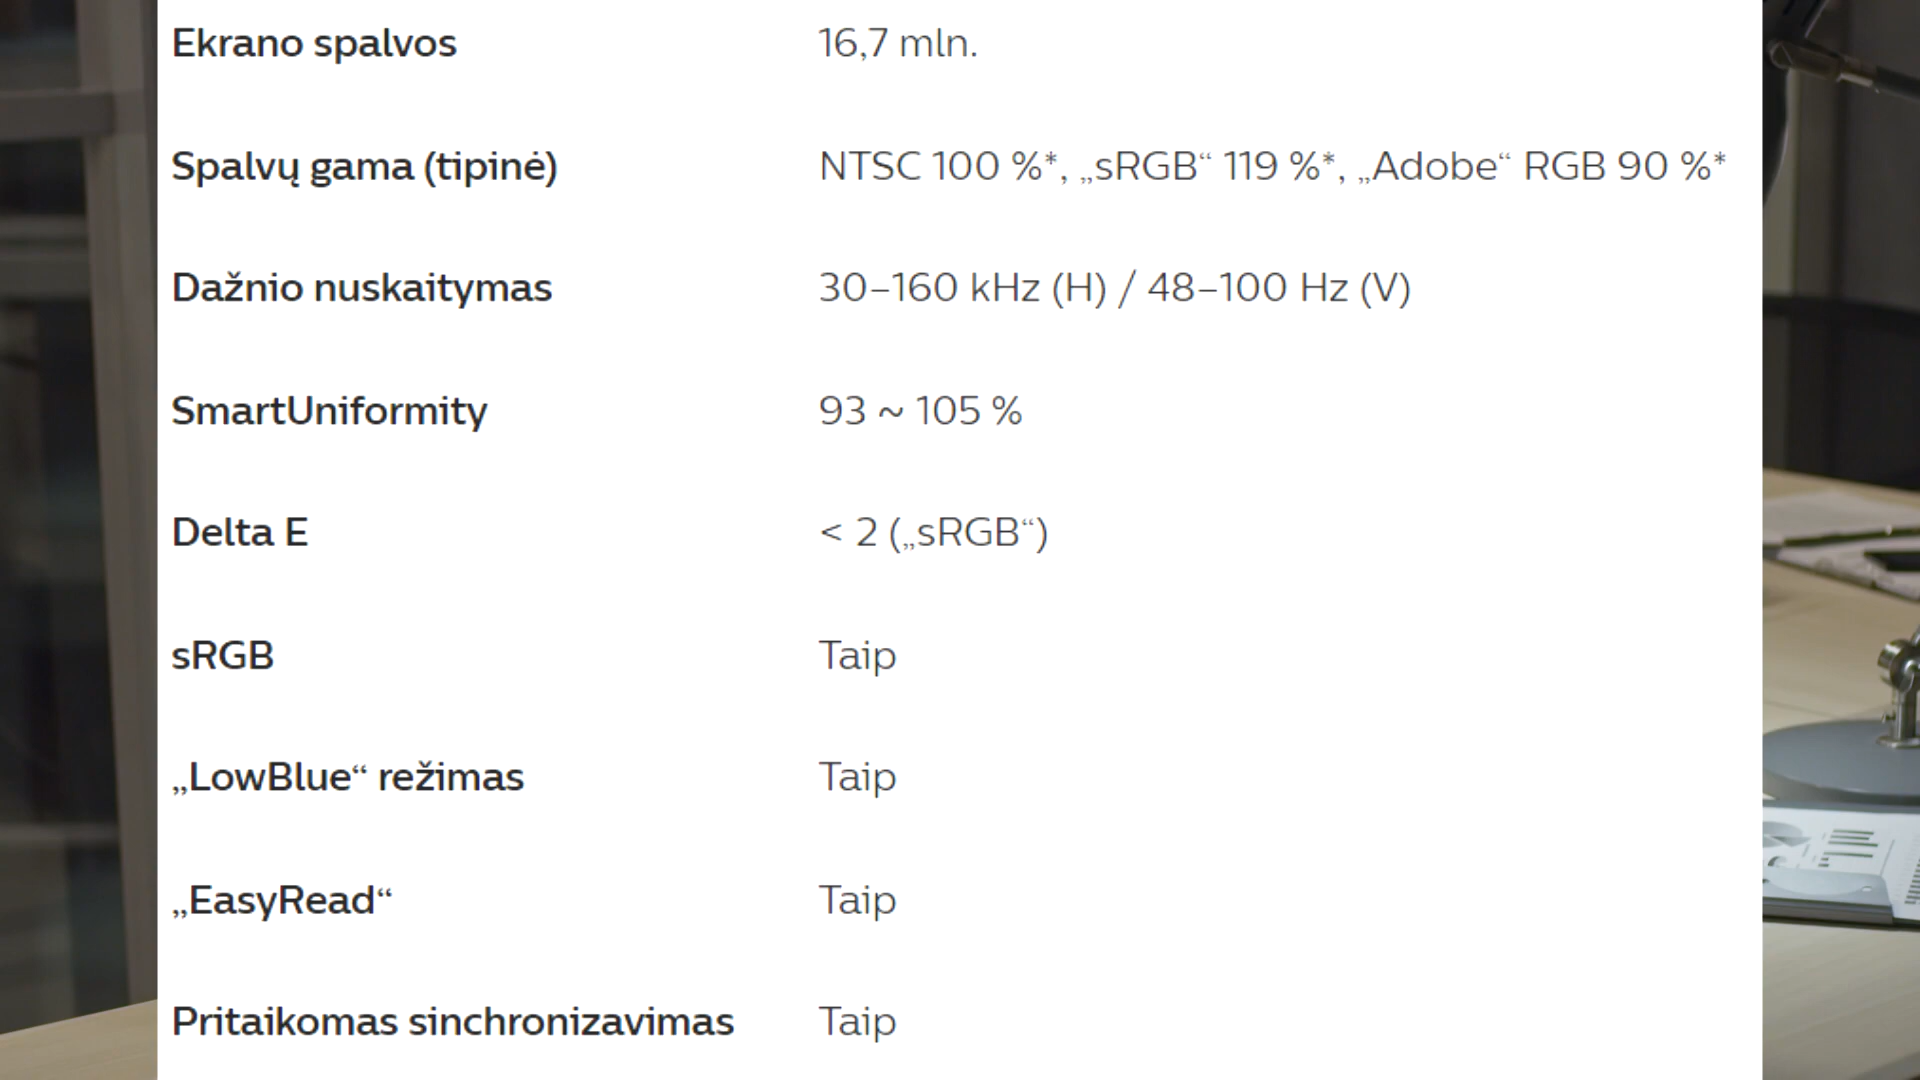 Ekrano spalvos 16,7 mln.
Spalvų gama (tipinė) NTSC 100 %*, „sRGB“ 119 %*, „Adobe“ RGB 90 %*
Dažnio nuskaitymas 30–160 kHz (H) / 48–100 Hz (V)
SmartUniformity 93 ~ 105 %
Delta E < 2 („sRGB“)
sRGB Taip
„LowBlue“ režimas Taip
„EasyRead“ Taip
Pritaikomas sinchronizavimas Taip